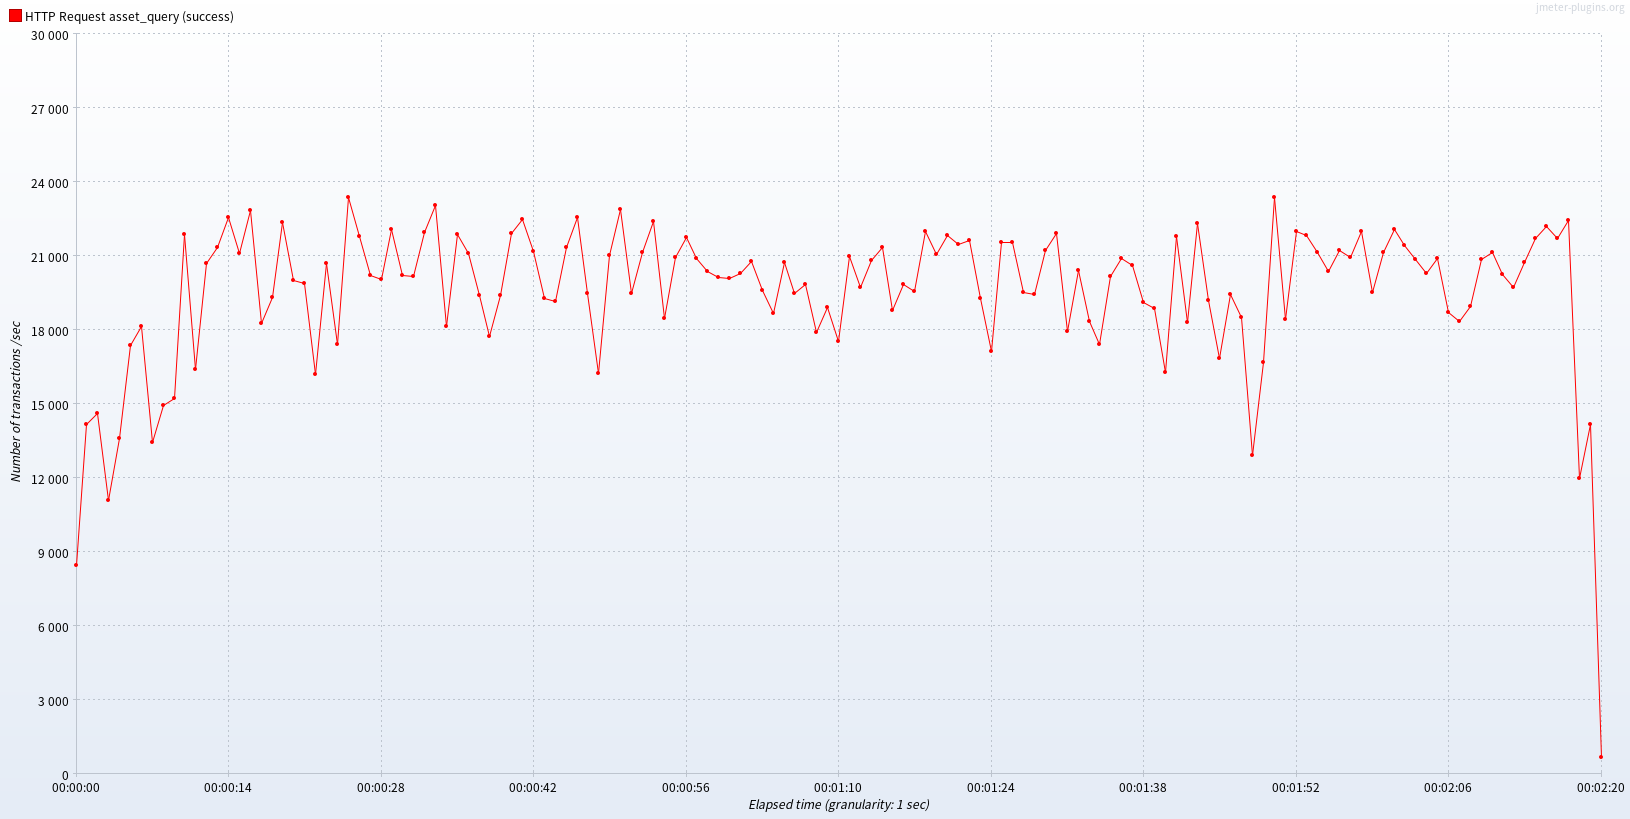 HTTP Request asset_query (success)
jmeter-plugins.org
30 000
27 000
24 000
21 000
18 000
15 000
12 000
9 000
6 000
3 000
0
Number of transactions /sec
00:00:00 00:00:14 00:00:28 00:00:42 00:00:56 00:01:10 00:01:24 00:01:38 00:01:52 00:02:06 00:02:20
Elapsed time (granularity: 1 sec)